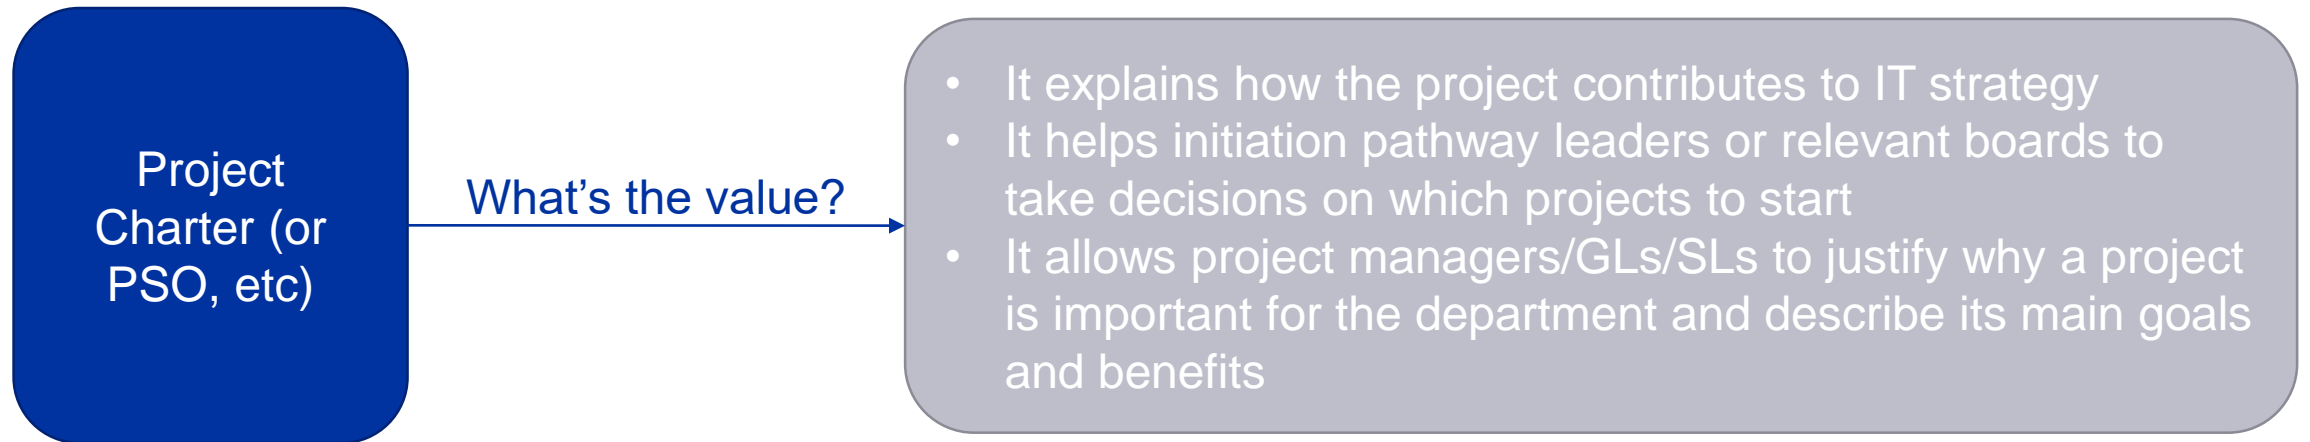 Project
Charter (or
PSO, etc)
What’s the value?
• It explains how the project contributes to IT strategy
• It helps initiation pathway leaders or relevant boards to
take decisions on which projects to start
• It allows project managers/GLs/SLs to justify why a project
is important for the department and describe its main goals
and benefits